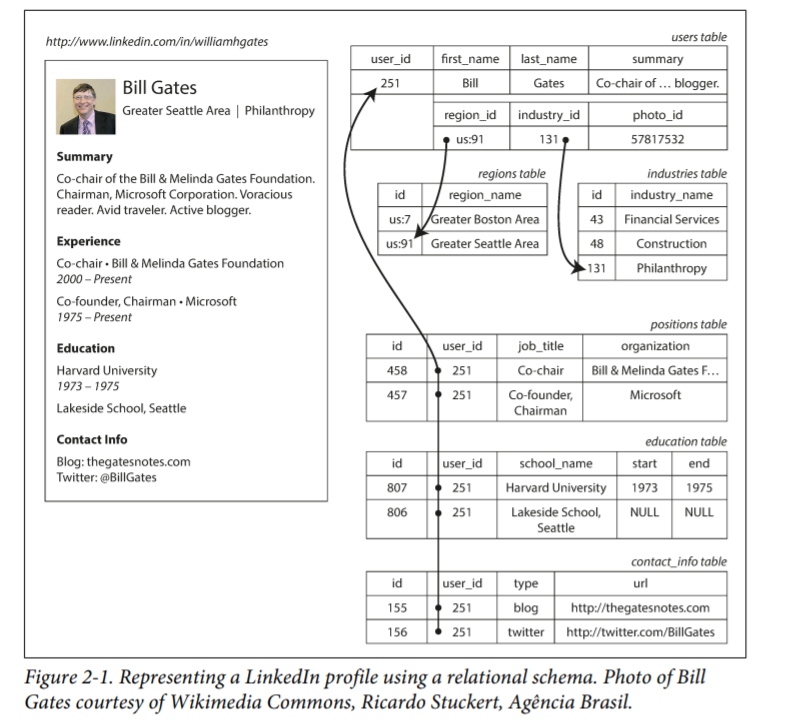 http://www.linkedin.com/in/williamhgates
Bill Gates
Greater Seattle Area | Philanthropy
Summary
Co-chair of the Bill & Melinda Gates Foundation.
Chairman, Microsoft Corporation. Voracious
reader. Avid traveler. Active blogger.
Experience
Co-chair • Bill & Melinda Gates Foundation
2000 – Present
Co-founder, Chairman • Microsoft
1975 – Present
Education
Harvard University
1973 – 1975
Lakeside School, Seattle
Contact Info
Blog: thegatesnotes.com
Twitter: @BillGates
users table
user_id first_name last_name summary
251 Bill Gates Co-chair of … blogger.
region_id industry_id photo_id
us:91 131 57817532
regions table
id region_name
us:7 Greater Boston Area
us:91 Greater Seattle Area
industries table
id industry_name
43 Financial Services
48 Construction
131 Philanthropy
positions table
id user_id job_title organization
458 251 Co-chair Bill & Melinda Gates F…
457 251 Co-founder, Microsoft
Chairman
education table
id user_id school_name start end
807 251 Harvard University 1973 1975
806 251 Lakeside School, NULL NULL
Seattle
contact_info table
id user_id type url
155 251 blog http://thegatesnotes.com
156 251 twitter http://twitter.com/BillGates
Figure 2-1. Representing a LinkedIn profile using a relational schema. Photo of Bill
Gates courtesy of Wikimedia Commons, Ricardo Stuckert, Agência Brasil.